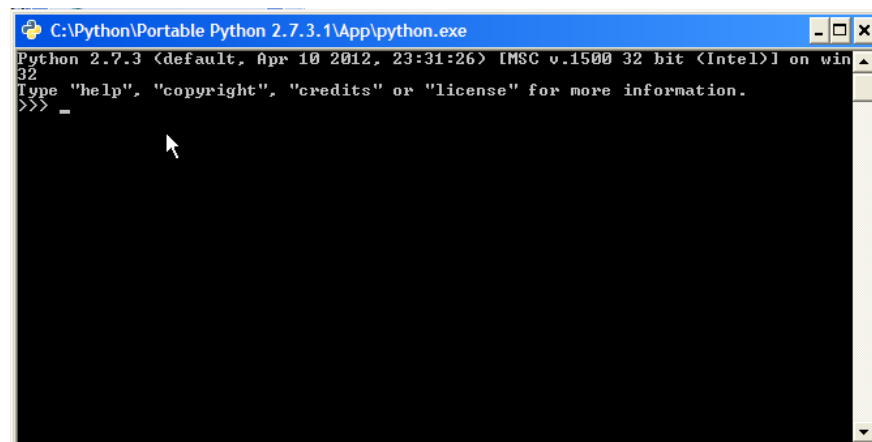 C:\Python\Portable Python 2.7.3.1\App\python.exe
Python 2.7.3 (default, Apr 10 2012, 23:31:26) [MSC v.1500 32 bit (Intel)] on win
32
Type "help", "copyright", "credits" or "license" for more information.
>>> _